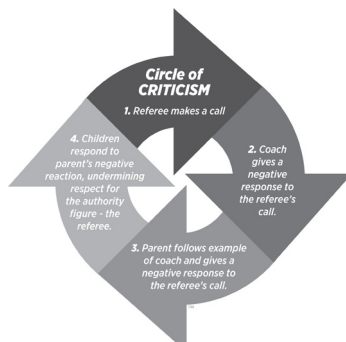 Circle of
CRITICISM
1. Referee makes a call
2. Coach
gives a
negative
response to
the referee's
call.
3. Parent follows example
of coach and gives a
negative response to
the referee's call.
4. Children
respond to
parent's negative
reaction, undermining
respect for
the authority
figure - the
referee.